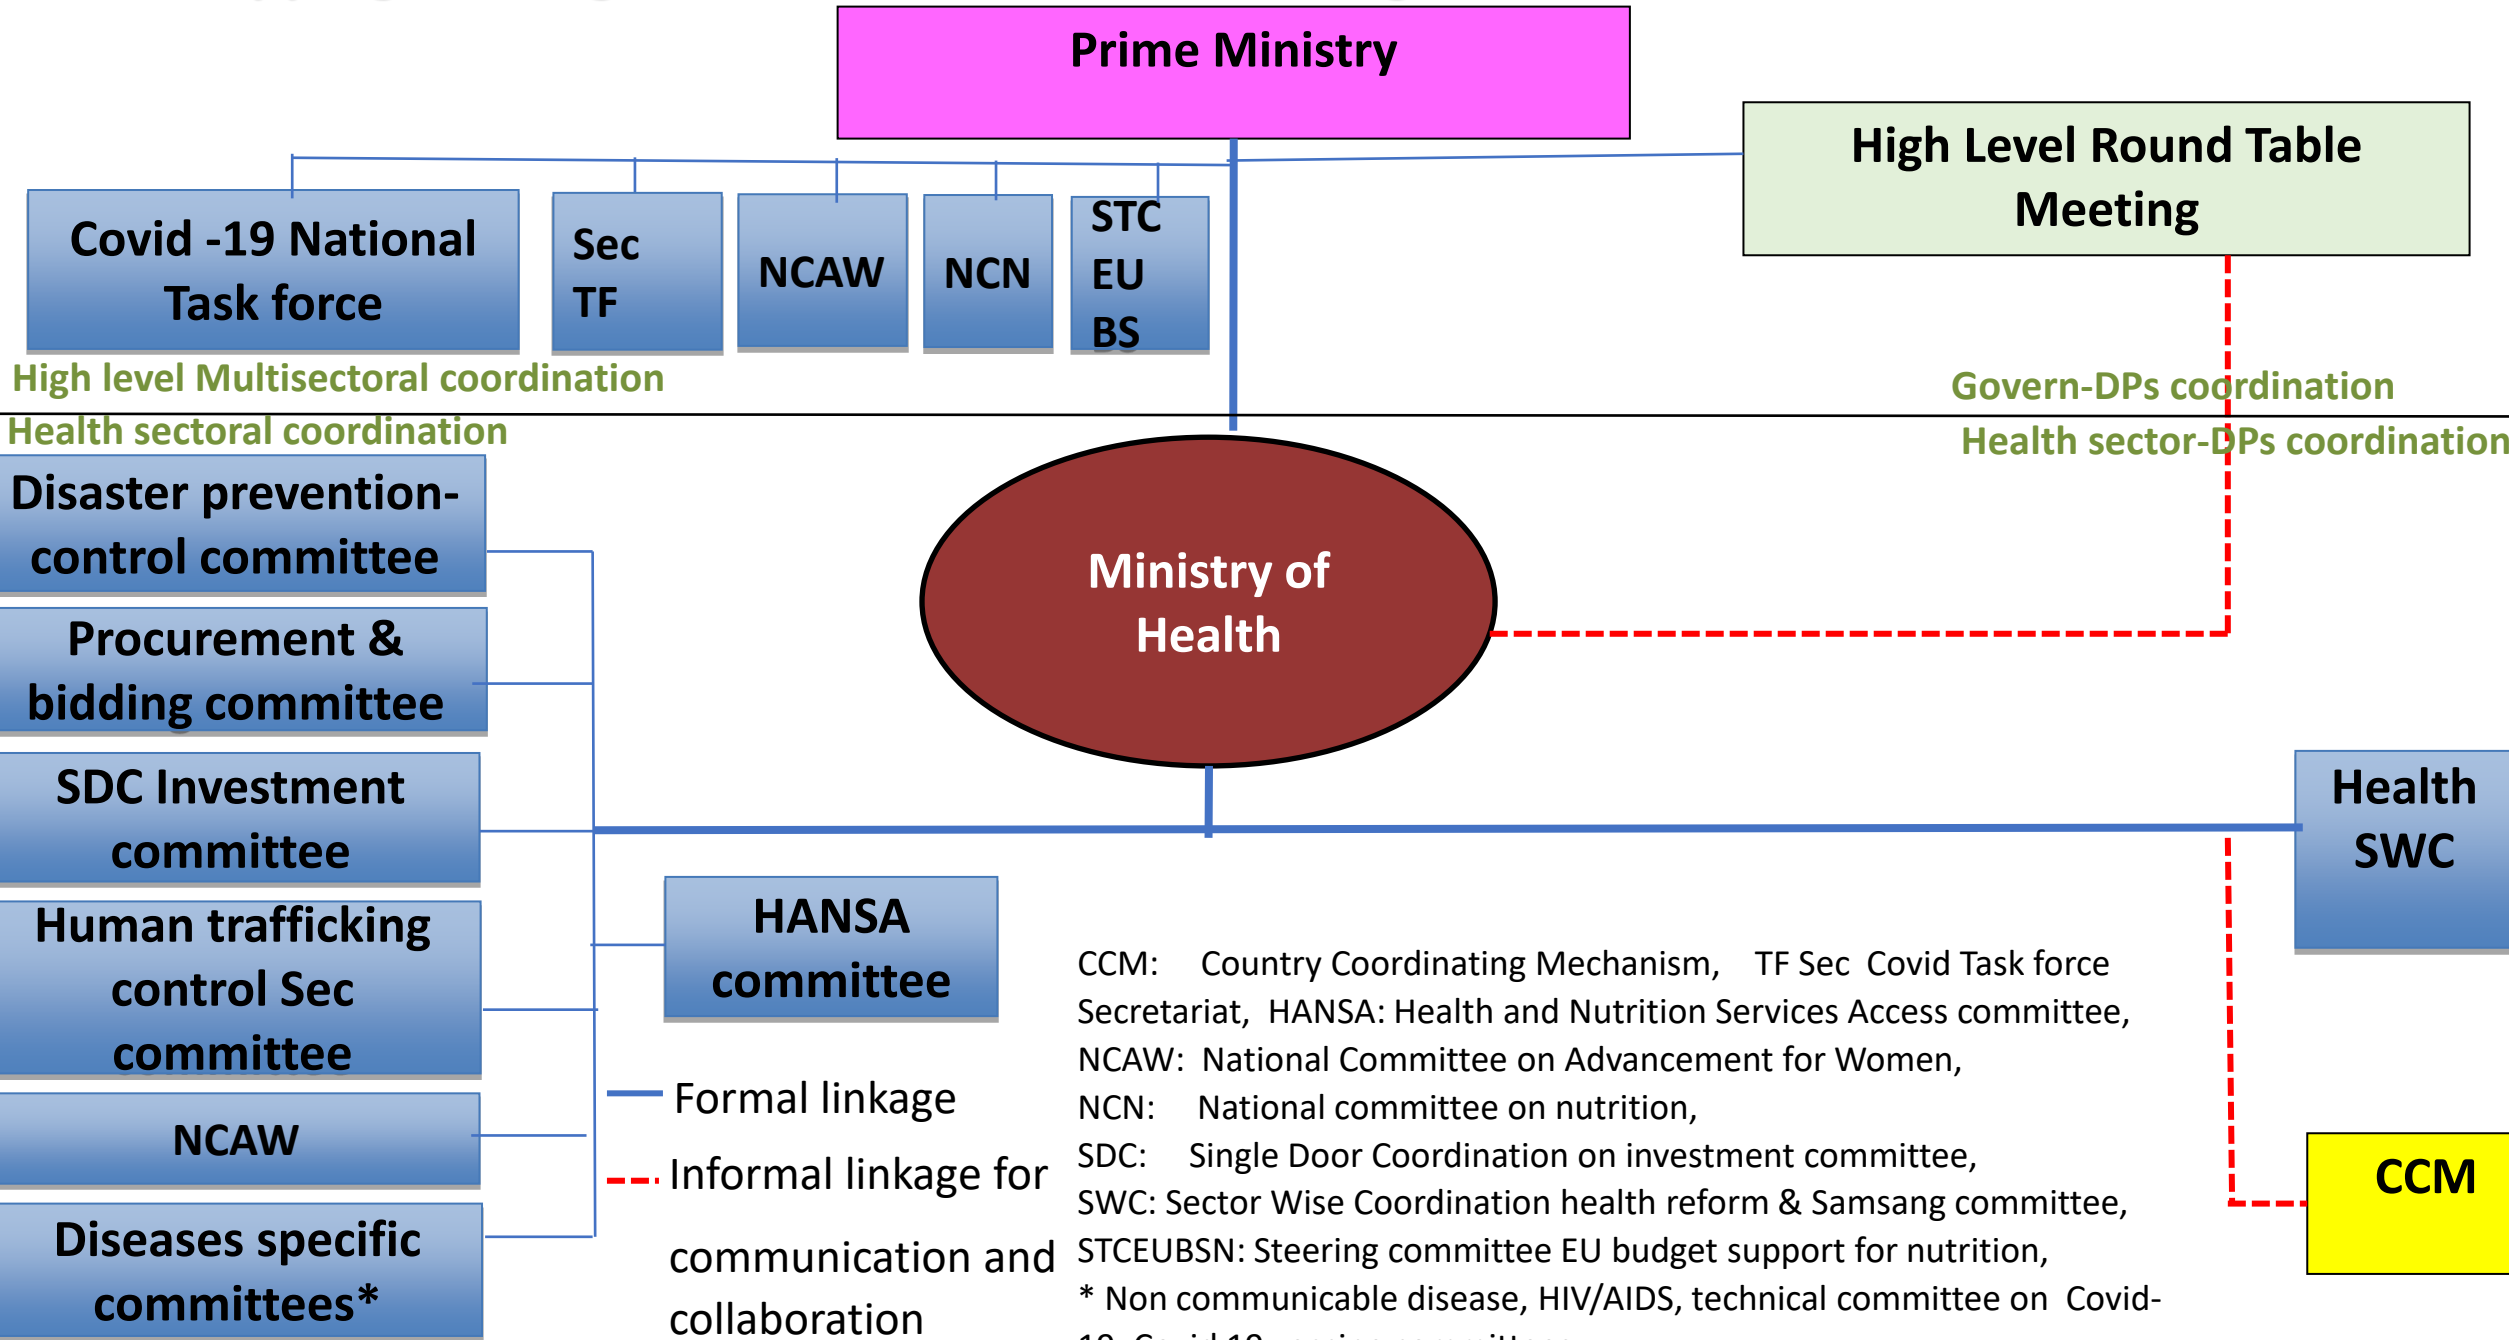 Prime Ministry
High Level Round Table
Meeting
Covid -19 National
Task force
Sec
TF
NCAW
NCN
STC
EU
BS
High level Multisectoral coordination
Govern-DPs coordination
Health sectoral coordination
Health sector-DPs coordination
Disaster prevention-
control committee
Procurement &
bidding committee
SDC Investment
committee
Human trafficking
control Sec
committee
NCAW
Diseases specific
committees*
Ministry of
Health
HANSA
committee
Health
SWC
CCM
Formal linkage
Informal linkage for
communication and
collaboration
CCM: Country Coordinating Mechanism, TF Sec Covid Task force
Secretariat, HANSA: Health and Nutrition Services Access committee,
NCAW: National Committee on Advancement for Women,
NCN: National committee on nutrition,
SDC: Single Door Coordination on investment committee,
SWC: Sector Wise Coordination health reform & Samsang committee,
STCEUBSN: Steering committee EU budget support for nutrition,
* Non communicable disease, HIV/AIDS, technical committee on Covid-